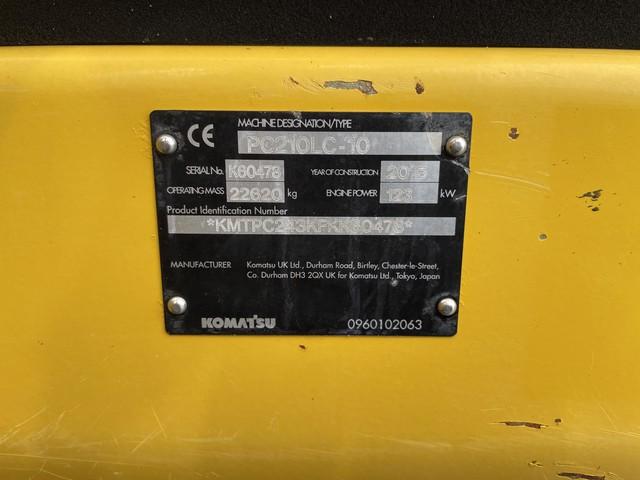 CE
MACHINE DESIGNATION/TYPE
PC210LC-10
SERIAL No. K60478 YEAR OF CONSTRUCTION 2015
OPERATING MASS 22620 kg ENGINE POWER 123 kW
Product Identification Number
MANUFACTURER Komatsu UK Ltd., Durham Road, Birtley, Chester-le-Street,
Co. Durham DH3 2QX UK for Komatsu Ltd., Tokyo, Japan
KOMATSU 0960102063